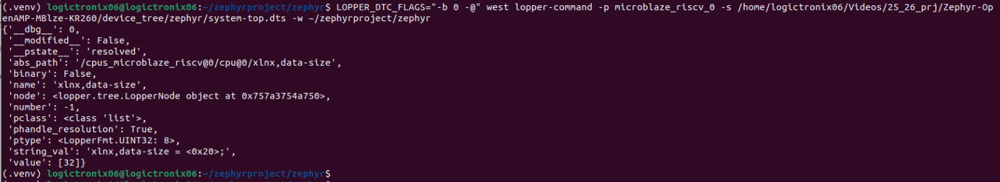 (.venv) logictronix06@logictronix06:~/zephyrproject/zephyr$ LOPPER_DTC_FLAGS="-b 0 -@" west lopper-command -p microblaze_riscv_0 -s /home/logictronix06/Videos/25_26_prj/Zephyr-Op
enAMP-MBlze-KR260/device_tree/zephyr/system-top.dts -w ~/zephyrproject/zephyr
{'__dbg__': 0,
 '__modified__': False,
 '__pstate__': 'resolved',
 'abs_path': '/cpus_microblaze_riscv@0/cpu@0/xlnx,data-size',
 'binary': False,
 'name': 'xlnx,data-size',
 'node': <lopper.tree.LopperNode object at 0x757a3754a750>,
 'number': -1,
 'pclass': <class 'list'>,
 'phandle_resolution': True,
 'ptype': <LopperFmt.UINT32: 8>,
 'string_val': 'xlnx,data-size = <0x20>;',
 'value': [32]}
(.venv) logictronix06@logictronix06:~/zephyrproject/zephyr$